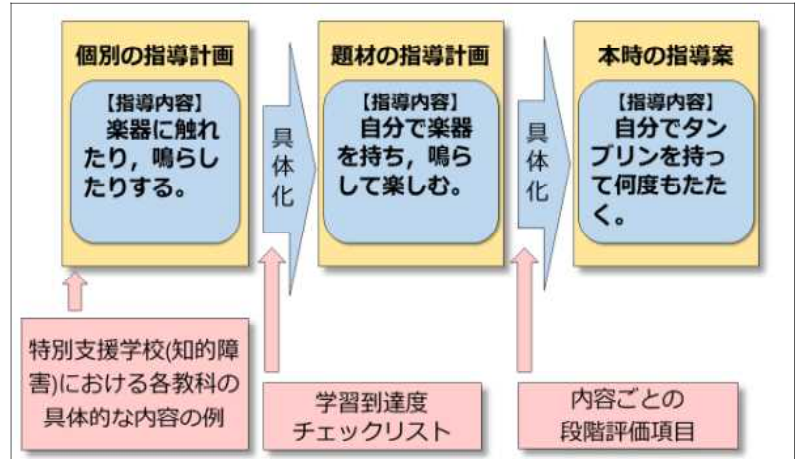 個別の指導計画
【指導内容】
楽器に触れ
たり，鳴らし
たりする。
具
体
化
題材の指導計画
【指導内容】
自分で楽器
を持ち，鳴ら
して楽しむ。
具
体
化
本時の指導案
【指導内容】
自分でタン
ブリンを持っ
て何度もたた
く。
特別支援学校(知的障
害)における各教科の
具体的な内容の例
学習到達度
チェックリスト
内容ごとの
段階評価項目